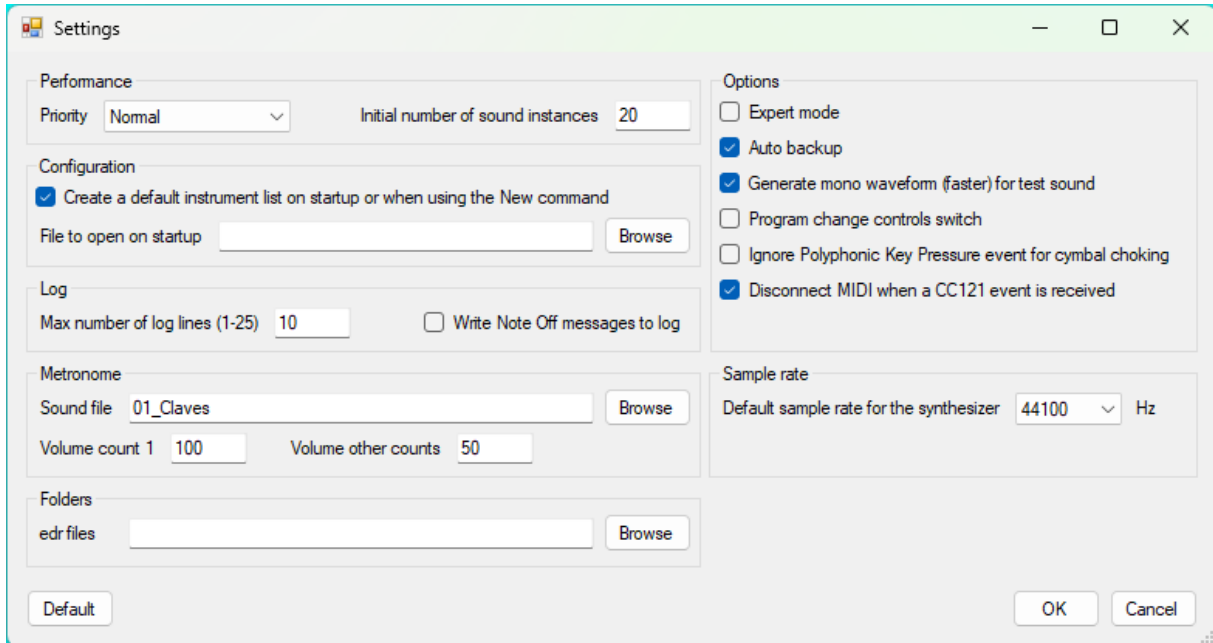 Settings
Performance
Priority Normal Initial number of sound instances 20
Configuration
Create a default instrument list on startup or when using the New command
File to open on startup Browse
Log
Max number of log lines (1-25) 10 Write Note Off messages to log
Metronome
Sound file 01_Claves Browse
Volume count 1 100 Volume other counts 50
Folders
edr files Browse
Options
Expert mode
Auto backup
Generate mono waveform (faster) for test sound
Program change controls switch
Ignore Polyphonic Key Pressure event for cymbal choking
Disconnect MIDI when a CC121 event is received
Sample rate
Default sample rate for the synthesizer 44100 Hz
Default OK Cancel